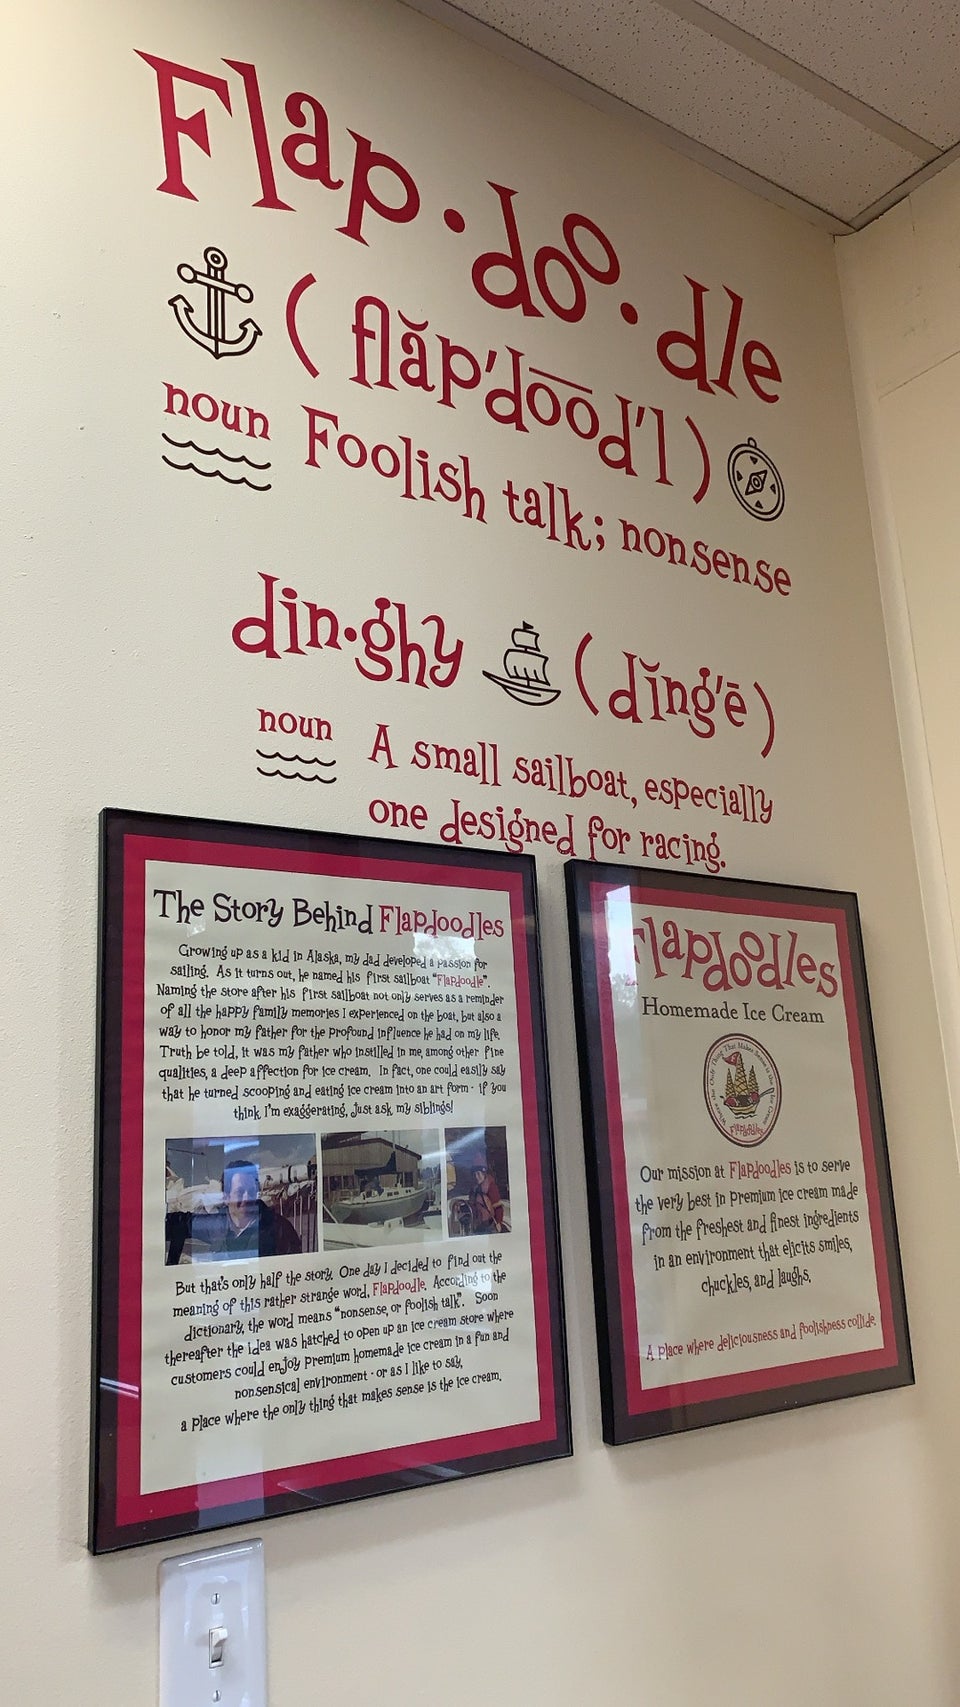 Flap·doo·dle
(flăp'dōōd'l)
noun Foolish talk; nonsense
din·ghy (dĭng'ē)
noun A small sailboat, especially
one designed for racing.
The Story Behind Flapdoodles
Growing up as a kid in Alaska, my dad developed a passion for
sailing. As it turns out, he named his first sailboat "Flapdoodle".
Naming the store after his first sailboat not only serves as a reminder
of all the happy family memories I experienced on the boat, but also a
way to honor my father for the profound influence he had on my life.
Truth be told, it was my father who instilled in me, among other fine
qualities, a deep affection for ice cream. In fact, one could easily say
that he turned scooping and eating ice cream into an art form - if you
think I'm exaggerating, just ask my siblings!
But that's only half the story. One day I decided to find out the
meaning of this rather strange word, Flapdoodle. According to the
dictionary, the word means "nonsense, or foolish talk". Soon
thereafter the idea was hatched to open up an ice cream store where
customers could enjoy premium homemade ice cream in a fun and
nonsensical environment - or as I like to say,
a place where the only thing that makes sense is the ice cream.
Flapdoodles
Homemade Ice Cream
Where the Only Thing That Makes Sense is the Ice Cream
Flapdoodles
Our mission at Flapdoodles is to serve
the very best in premium ice cream made
from the freshest and finest ingredients
in an environment that elicits smiles,
chuckles, and laughs.
A place where deliciousness and foolishness collide.